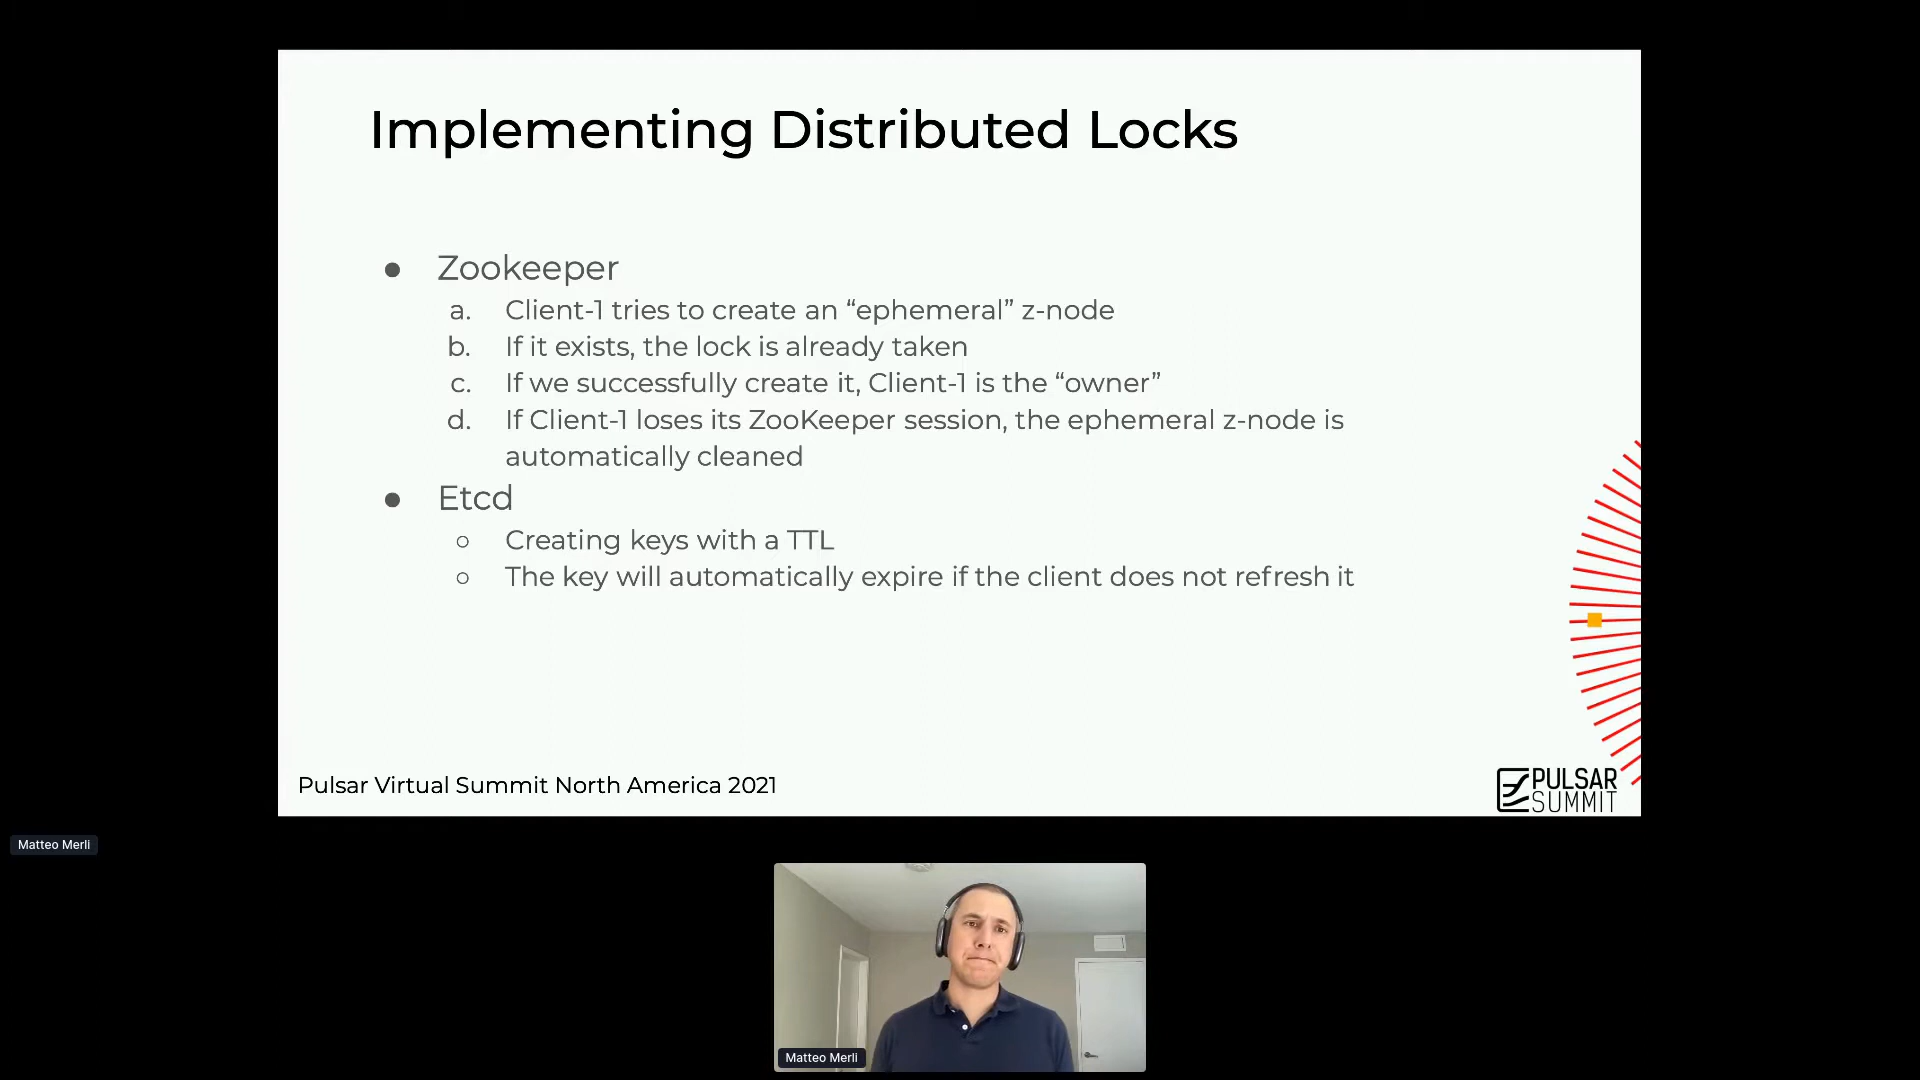 Implementing Distributed Locks
● Zookeeper
a. Client-1 tries to create an “ephemeral” z-node
b. If it exists, the lock is already taken
c. If we successfully create it, Client-1 is the “owner”
d. If Client-1 loses its ZooKeeper session, the ephemeral z-node is
automatically cleaned
● Etcd
○ Creating keys with a TTL
○ The key will automatically expire if the client does not refresh it
Pulsar Virtual Summit North America 2021
PULSAR
SUMMIT
Matteo Merli
Matteo Merli